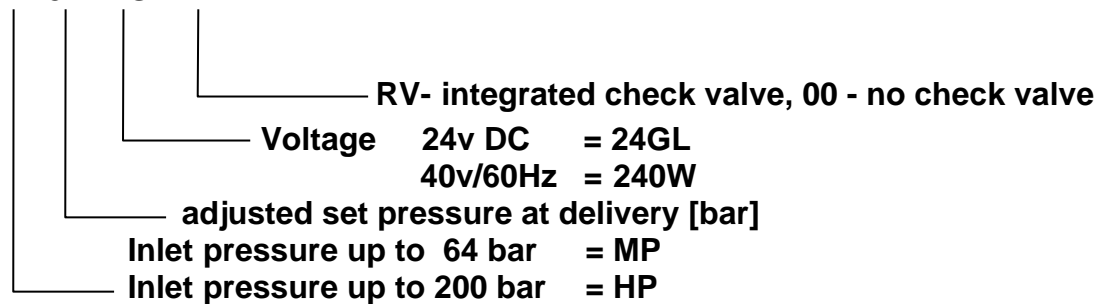 RV- integrated check valve, 00 - no check valve
Voltage 24v DC = 24GL
40v/60Hz = 240W
adjusted set pressure at delivery [bar]
Inlet pressure up to 64 bar = MP
Inlet pressure up to 200 bar = HP